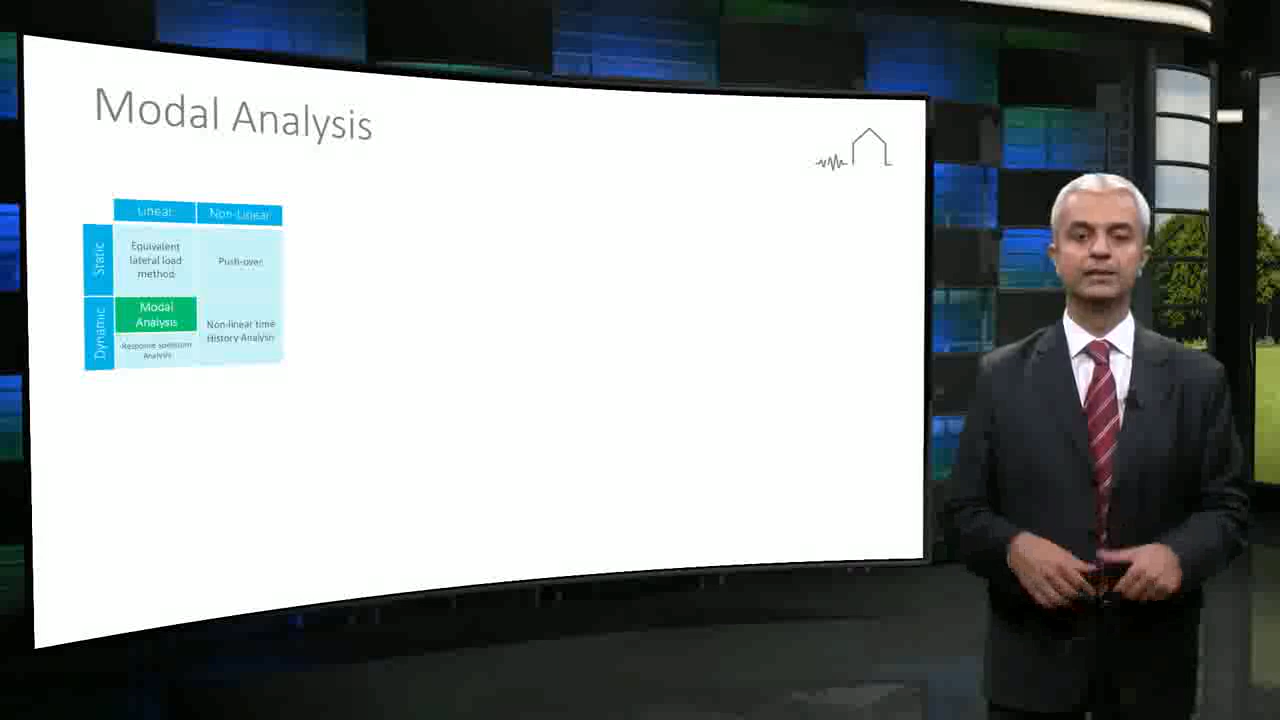 Modal Analysis
Linear
Non-Linear
Static
Equivalent
lateral load
method
Push-over
Dynamic
Modal
Analysis
Non-linear time
History Analysis
Response spectrum
Analysis